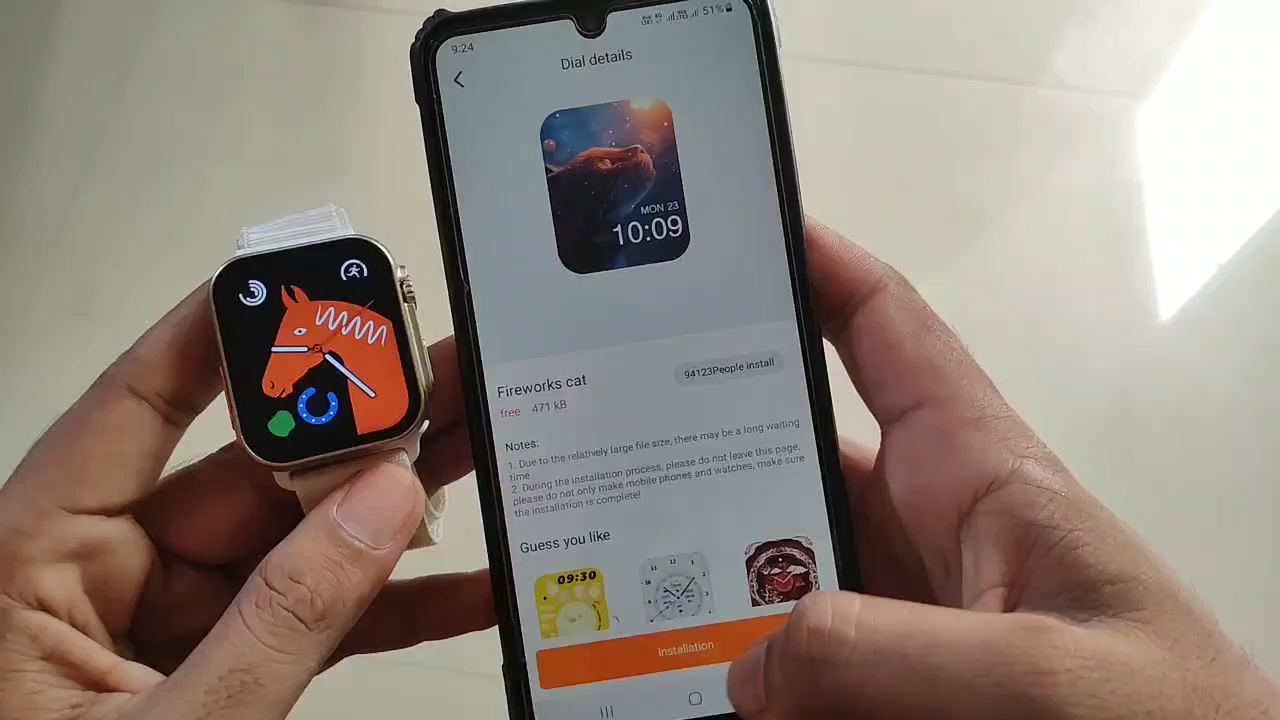 9:24
51%
Dial details
MON 23
10:09
Fireworks cat
94123People install
free 471 kB
Notes:
1. Due to the relatively large file size, there may be a long waiting
time
2. During the installation process, please do not leave this page,
please do not only make mobile phones and watches, make sure
the installation is complete!
Guess you like
09:30
Installation